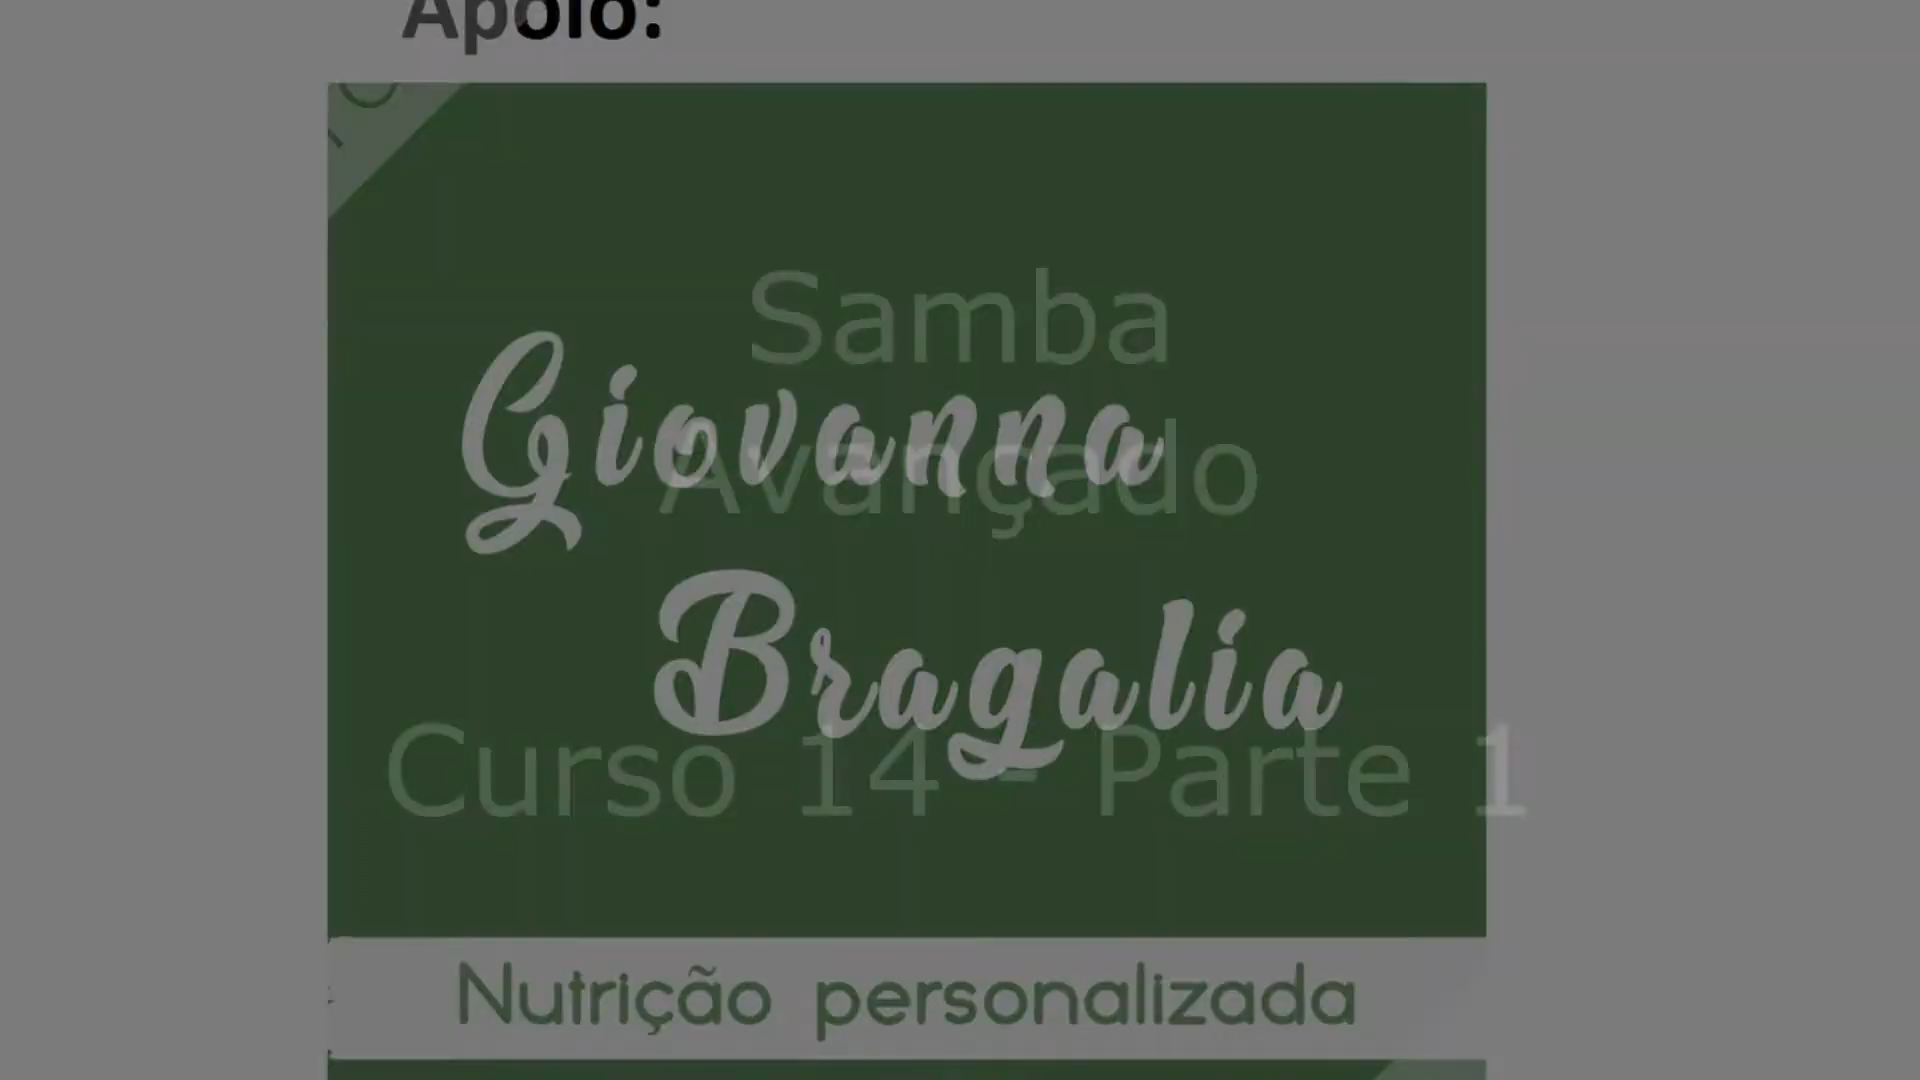 Apoio:
Samba
Giovanna
Avançado
Bragalia
Curso 14 - Parte 1
Nutrição personalizada